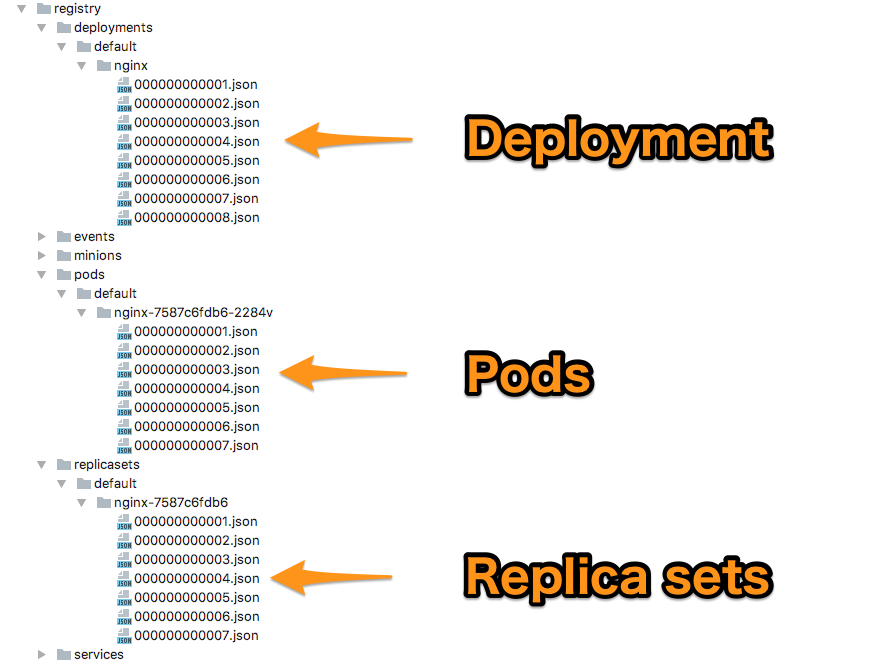 registry
deployments
default
nginx
000000000001.json
000000000002.json
000000000003.json
000000000004.json
000000000005.json
000000000006.json
000000000007.json
000000000008.json
Deployment
events
minions
pods
default
nginx-7587c6fdb6-2284v
000000000001.json
000000000002.json
000000000003.json
000000000004.json
000000000005.json
000000000006.json
000000000007.json
Pods
replicasets
default
nginx-7587c6fdb6
000000000001.json
000000000002.json
000000000003.json
000000000004.json
000000000005.json
000000000006.json
000000000007.json
Replica sets
services